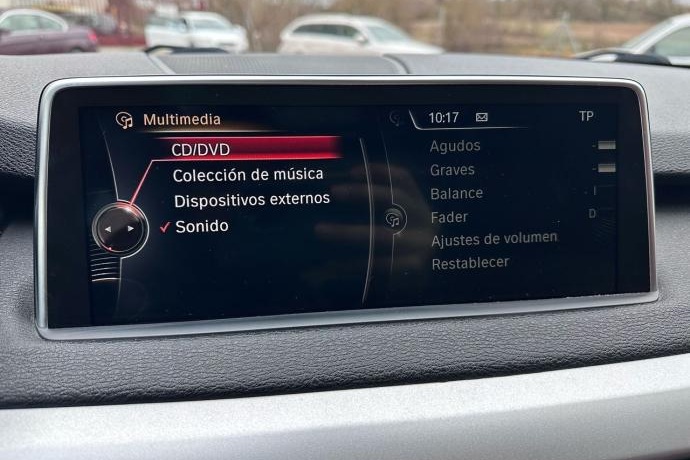 Multimedia
CD/DVD
Colección de música
Dispositivos externos
Sonido
10:17
TP
Agudos
Graves
Balance
I
Fader
D
Ajustes de volumen
Restablecer